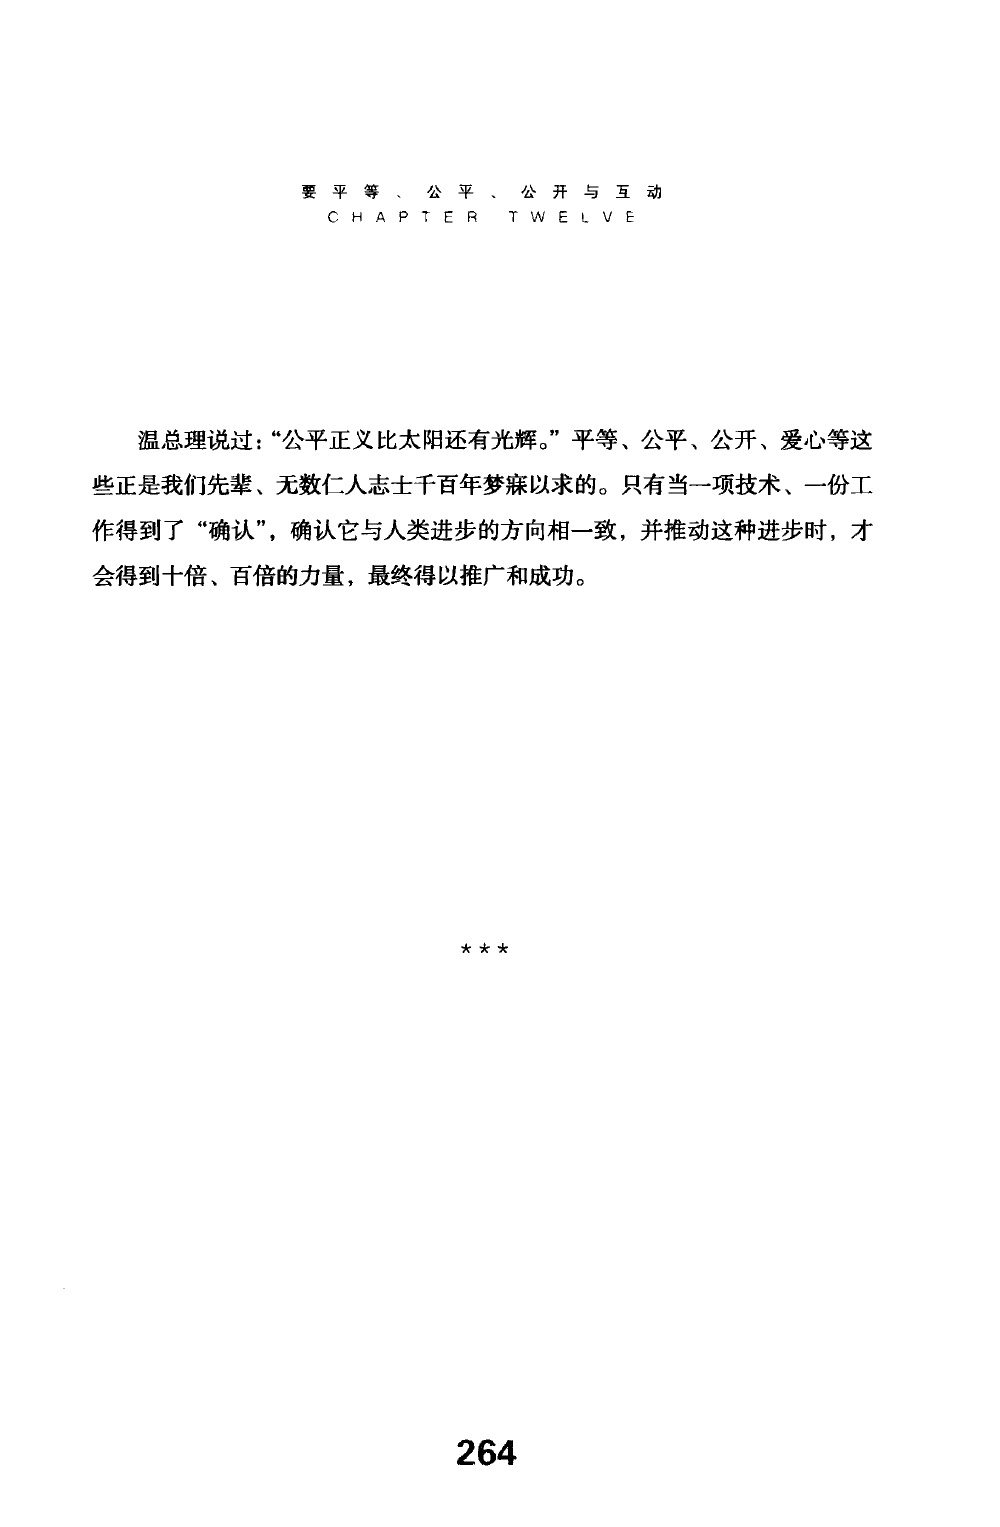 要平等、公平、公开与互动
CHAPTER TWELVE
温总理说过：“公平正义比太阳还有光辉。”平等、公平、公开、爱心等这
些正是我们先辈、无数仁人志士千百年梦寐以求的。只有当一项技术、一份工
作得到了“确认”，确认它与人类进步的方向相一致，并推动这种进步时，才
会得到十倍、百倍的力量，最终得以推广和成功。
***
264